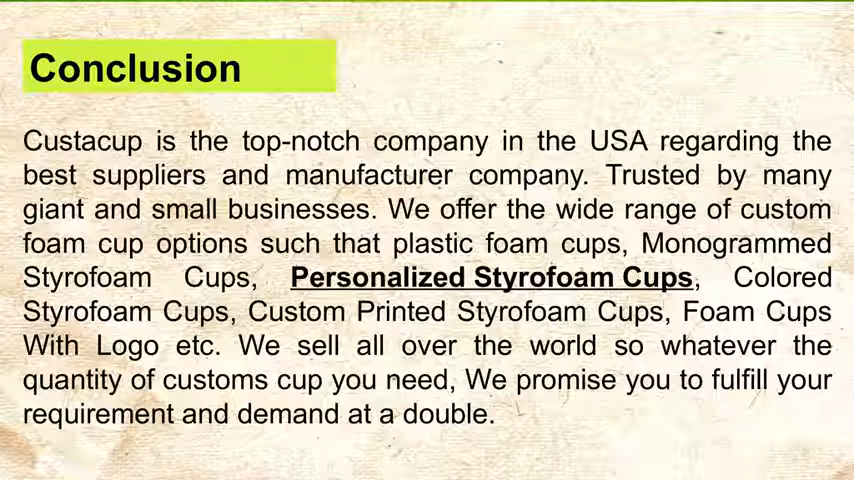 Conclusion
Custacup is the top-notch company in the USA regarding the
best suppliers and manufacturer company. Trusted by many
giant and small businesses. We offer the wide range of custom
foam cup options such that plastic foam cups, Monogrammed
Styrofoam Cups, Personalized Styrofoam Cups, Colored
Styrofoam Cups, Custom Printed Styrofoam Cups, Foam Cups
With Logo etc. We sell all over the world so whatever the
quantity of customs cup you need, We promise you to fulfill your
requirement and demand at a double.